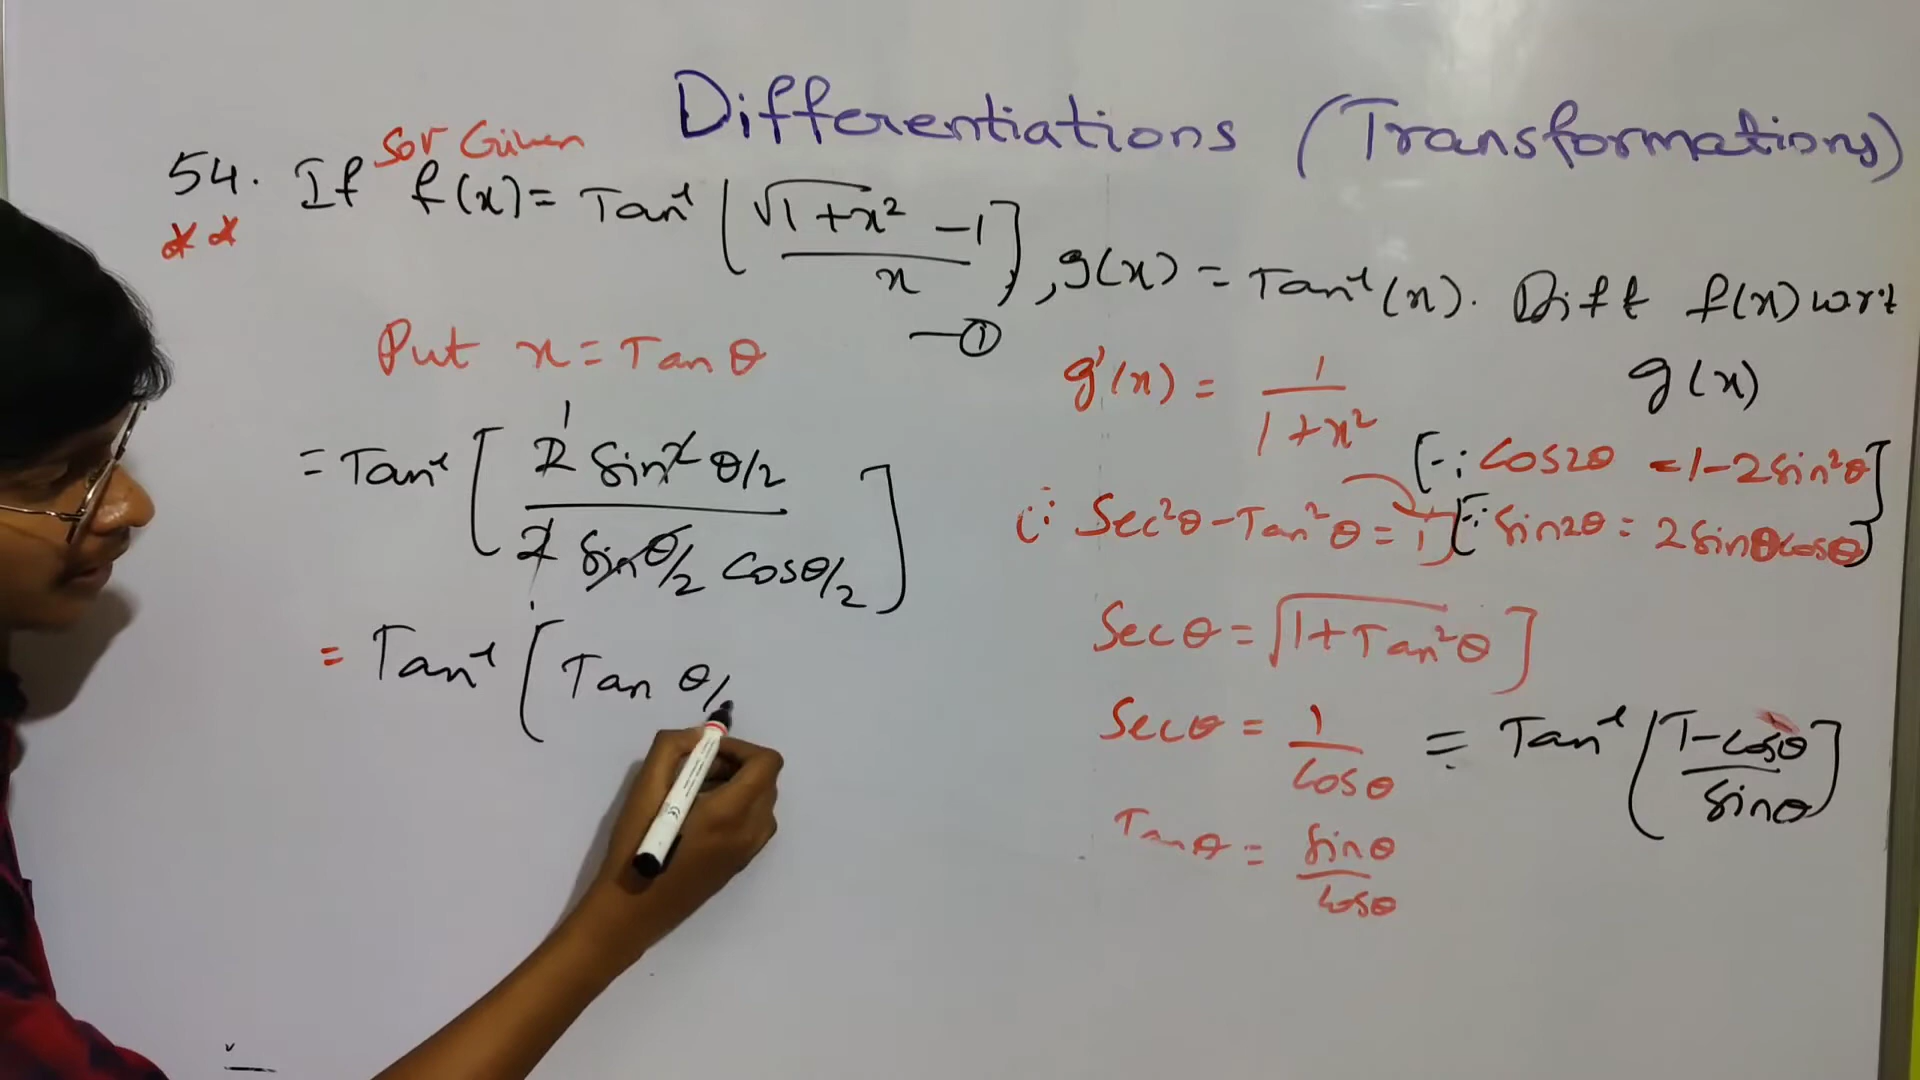 Differentiations (Transformations)
Sol Given
54. If f(x) = Tan⁻¹ [ (√1+x² −1) / x ], g(x) = Tan⁻¹(x). Diff f(x) wrt
** —①
g(x)
Put x = Tan θ
= Tan⁻¹ [ 2 Sin² θ/2 / 2 Sin θ/2 Cos θ/2 ]
1
= Tan⁻¹ [ Tan θ/
g'(x) = 1 / 1+x²
[∵ Cos2θ = 1−2Sin²θ]
(∵ Sec²θ − Tan²θ = 1] [∵ Sin2θ = 2SinθCosθ]
Secθ = √1+Tan²θ ]
Secθ = 1 / Cosθ = Tan⁻¹ ( 1−Cosθ / Sinθ )
Tanθ = Sinθ / Cosθ